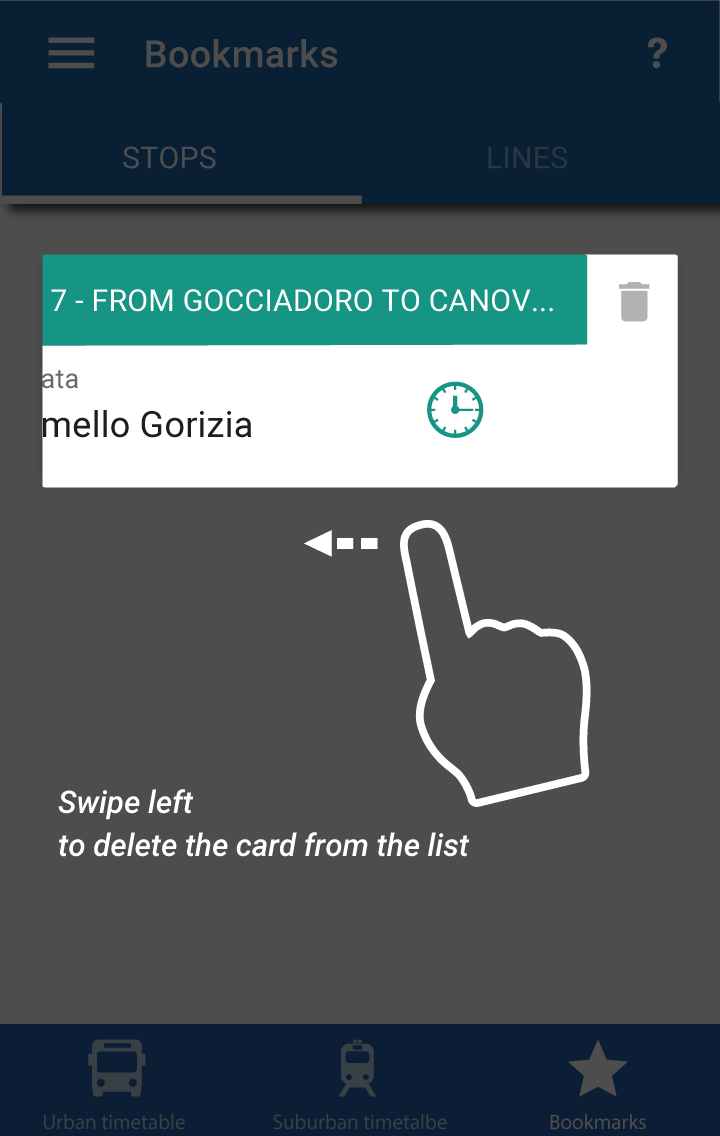 Bookmarks
?
STOPS
LINES
7 - FROM GOCCIADORO TO CANOV...
ata
mello Gorizia
Swipe left
to delete the card from the list
Urban timetable
Suburban timetalbe
Bookmarks